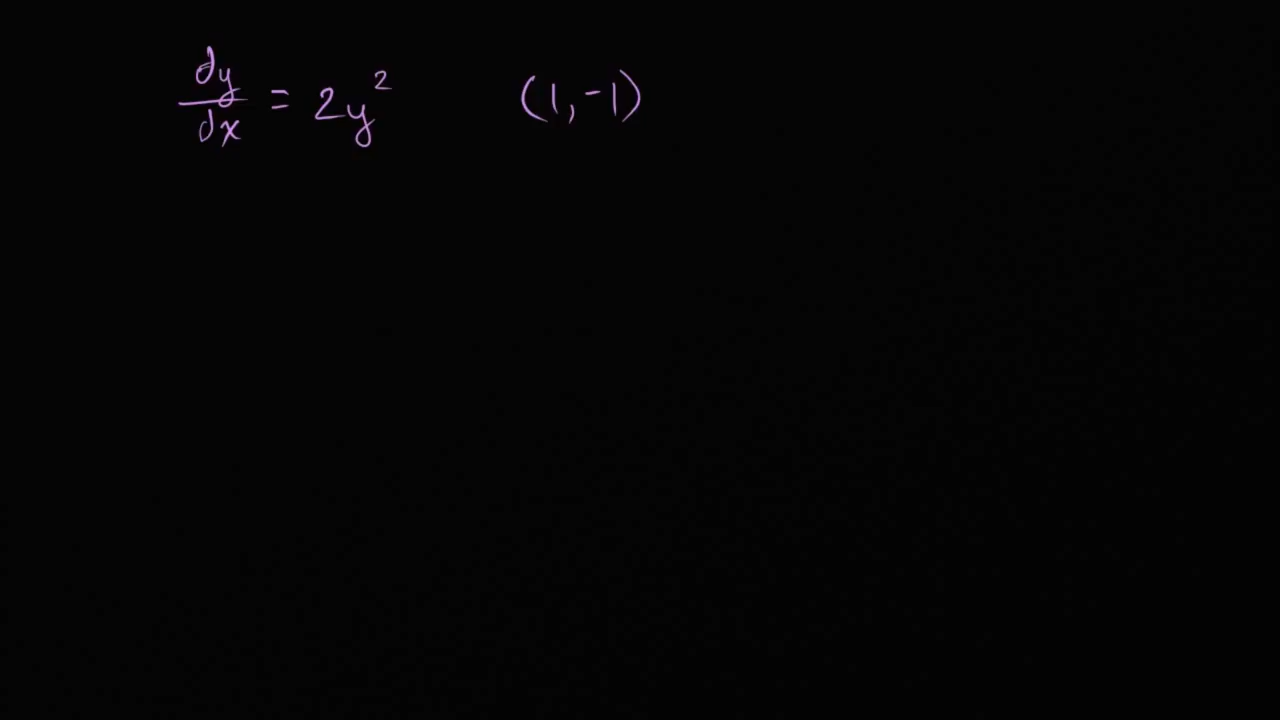 dy/dx = 2y² (1,-1)